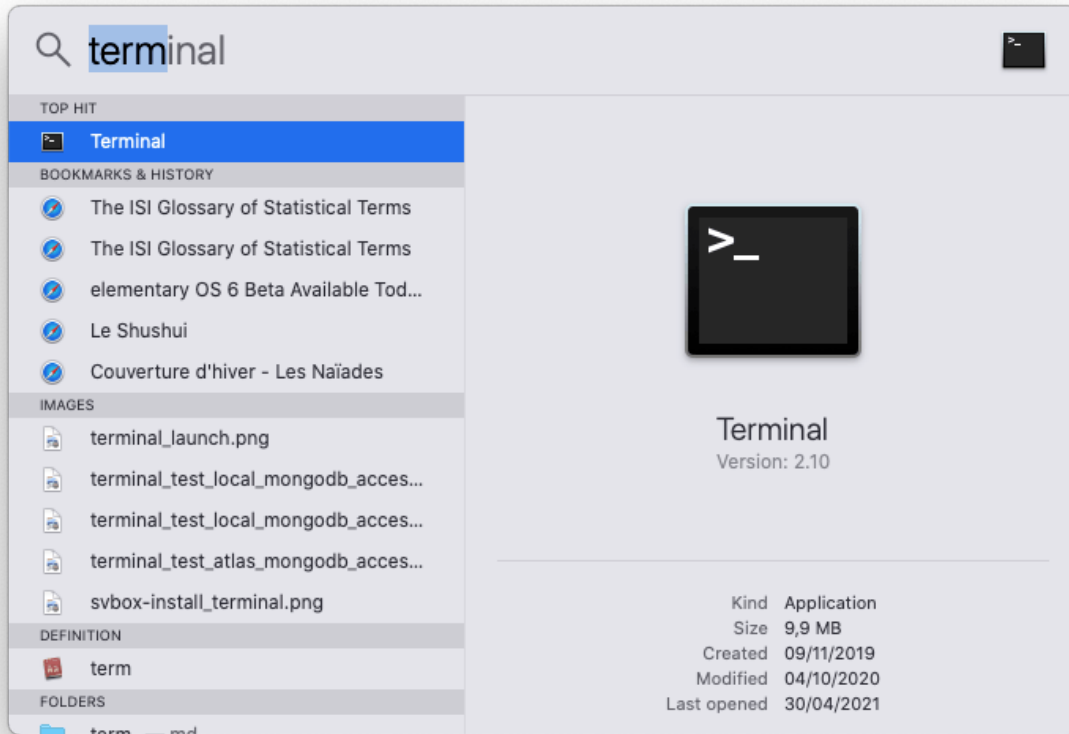 terminal
TOP HIT
Terminal
BOOKMARKS & HISTORY
The ISI Glossary of Statistical Terms
The ISI Glossary of Statistical Terms
elementary OS 6 Beta Available Tod...
Le Shushui
Couverture d'hiver - Les Naïades
IMAGES
terminal_launch.png
terminal_test_local_mongodb_acces...
terminal_test_local_mongodb_acces...
terminal_test_atlas_mongodb_acces...
svbox-install_terminal.png
DEFINITION
term
FOLDERS
term — md
>_
Terminal
Version: 2.10
Kind Application
Size 9,9 MB
Created 09/11/2019
Modified 04/10/2020
Last opened 30/04/2021